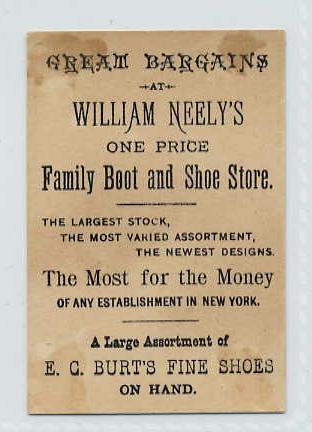 GREAT BARGAINS
AT
WILLIAM NEELY'S
ONE PRICE
Family Boot and Shoe Store.
THE LARGEST STOCK,
THE MOST VARIED ASSORTMENT,
THE NEWEST DESIGNS.
The Most for the Money
OF ANY ESTABLISHMENT IN NEW YORK.
A Large Assortment of
E. C. BURT'S FINE SHOES
ON HAND.